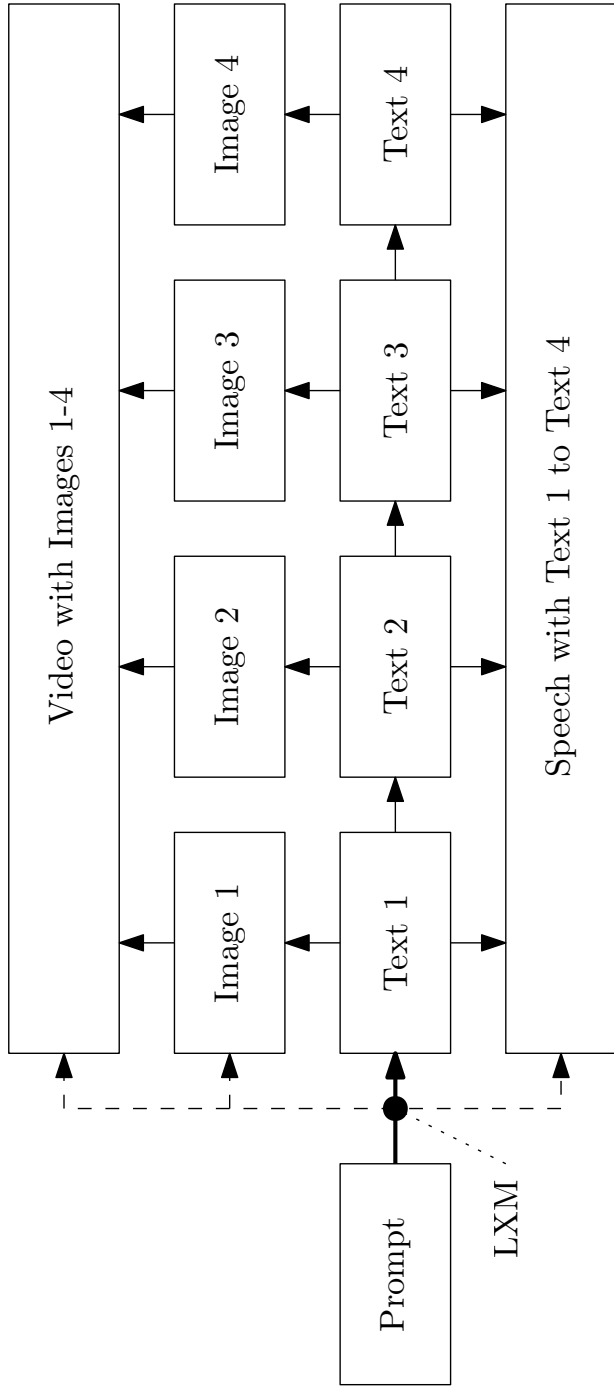 Video with Images 1-4
Image 1
Image 2
Image 3
Image 4
Prompt
Text 1
Text 2
Text 3
Text 4
LXM
Speech with Text 1 to Text 4